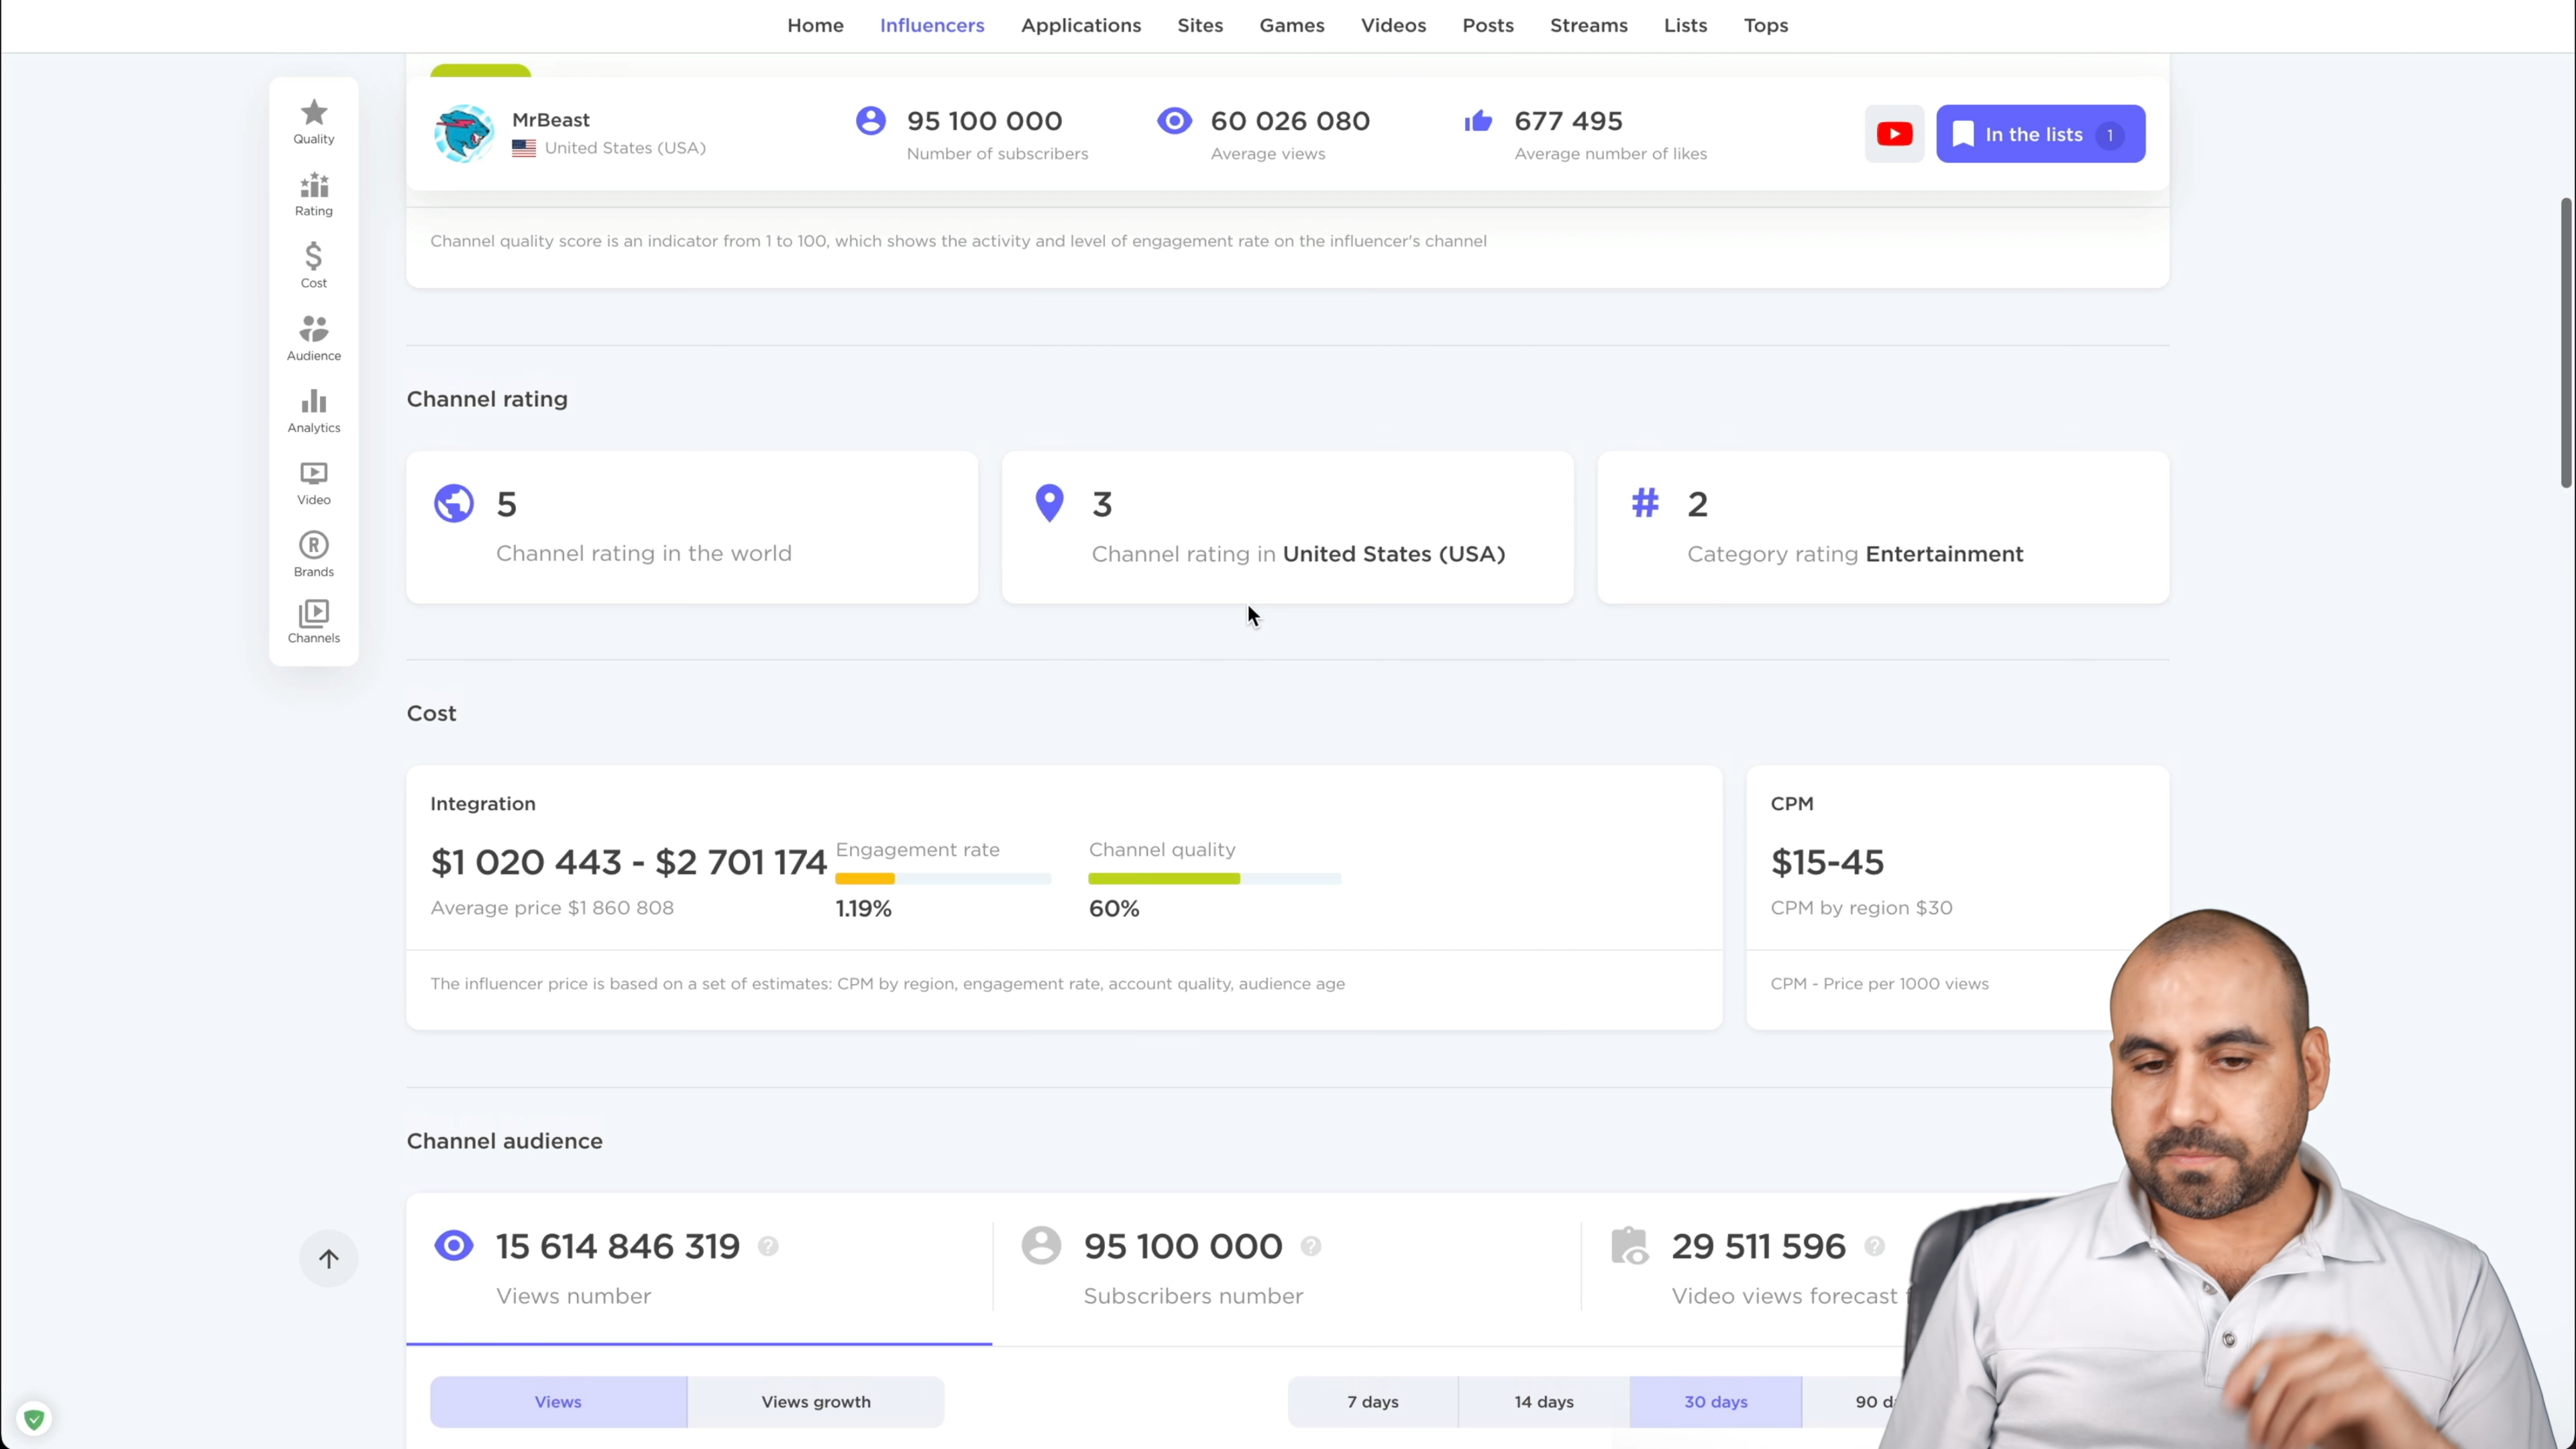 Home Influencers Applications Sites Games Videos Posts Streams Lists Tops
MrBeast
United States (USA)
95 100 000
Number of subscribers
60 026 080
Average views
677 495
Average number of likes
In the lists 1
Quality
Rating
Cost
Audience
Analytics
Video
Brands
Channels
Channel quality score is an indicator from 1 to 100, which shows the activity and level of engagement rate on the influencer's channel
Channel rating
5
Channel rating in the world
3
Channel rating in United States (USA)
# 2
Category rating Entertainment
Cost
Integration
$1 020 443 - $2 701 174
Average price $1 860 808
Engagement rate
1.19%
Channel quality
60%
The influencer price is based on a set of estimates: CPM by region, engagement rate, account quality, audience age
CPM
$15-45
CPM by region $30
CPM - Price per 1000 views
Channel audience
15 614 846 319 ?
Views number
95 100 000 ?
Subscribers number
29 511 596 ?
Video views forecast
Views Views growth
7 days 14 days 30 days 90